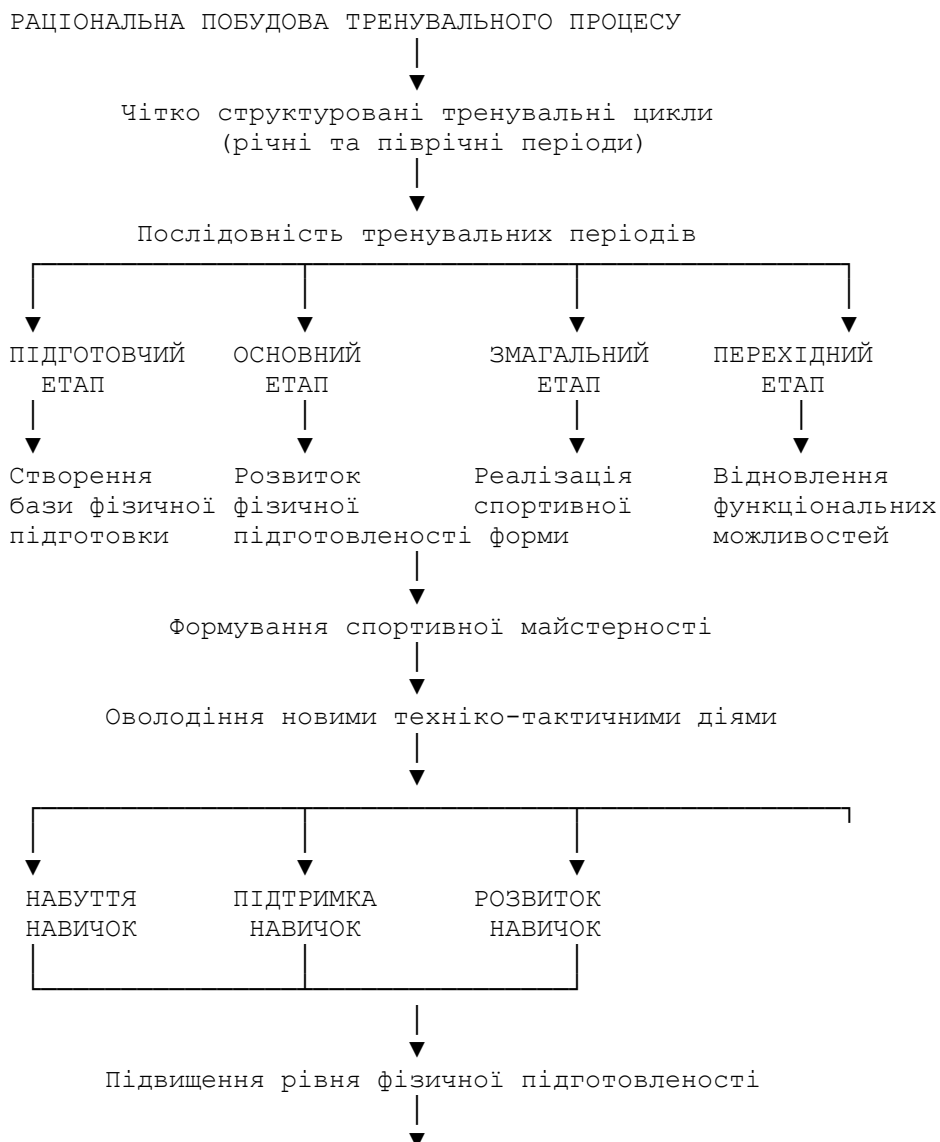 РАЦІОНАЛЬНА ПОБУДОВА ТРЕНУВАЛЬНОГО ПРОЦЕСУ
Чітко структуровані тренувальні цикли
(річні та піврічні періоди)
Послідовність тренувальних періодів
ПІДГОТОВЧИЙ ОСНОВНИЙ ЗМАГАЛЬНИЙ ПЕРЕХІДНИЙ
ЕТАП ЕТАП ЕТАП ЕТАП
Створення Розвиток Реалізація Відновлення
бази фізичної фізичної спортивної функціональних
підготовки підготовленості форми можливостей
Формування спортивної майстерності
Оволодіння новими техніко-тактичними діями
НАБУТТЯ ПІДТРИМКА РОЗВИТОК
НАВИЧОК НАВИЧОК НАВИЧОК
Підвищення рівня фізичної підготовленості